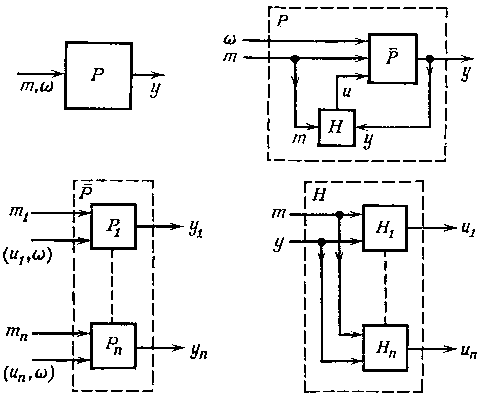 P
m, ω
y
P
ω
m
P̄
y
u
H
m
y
P̄
m₁
P₁
y₁
(u₁, ω)
mₙ
Pₙ
yₙ
(uₙ, ω)
H
m
H₁
u₁
y
Hₙ
uₙ